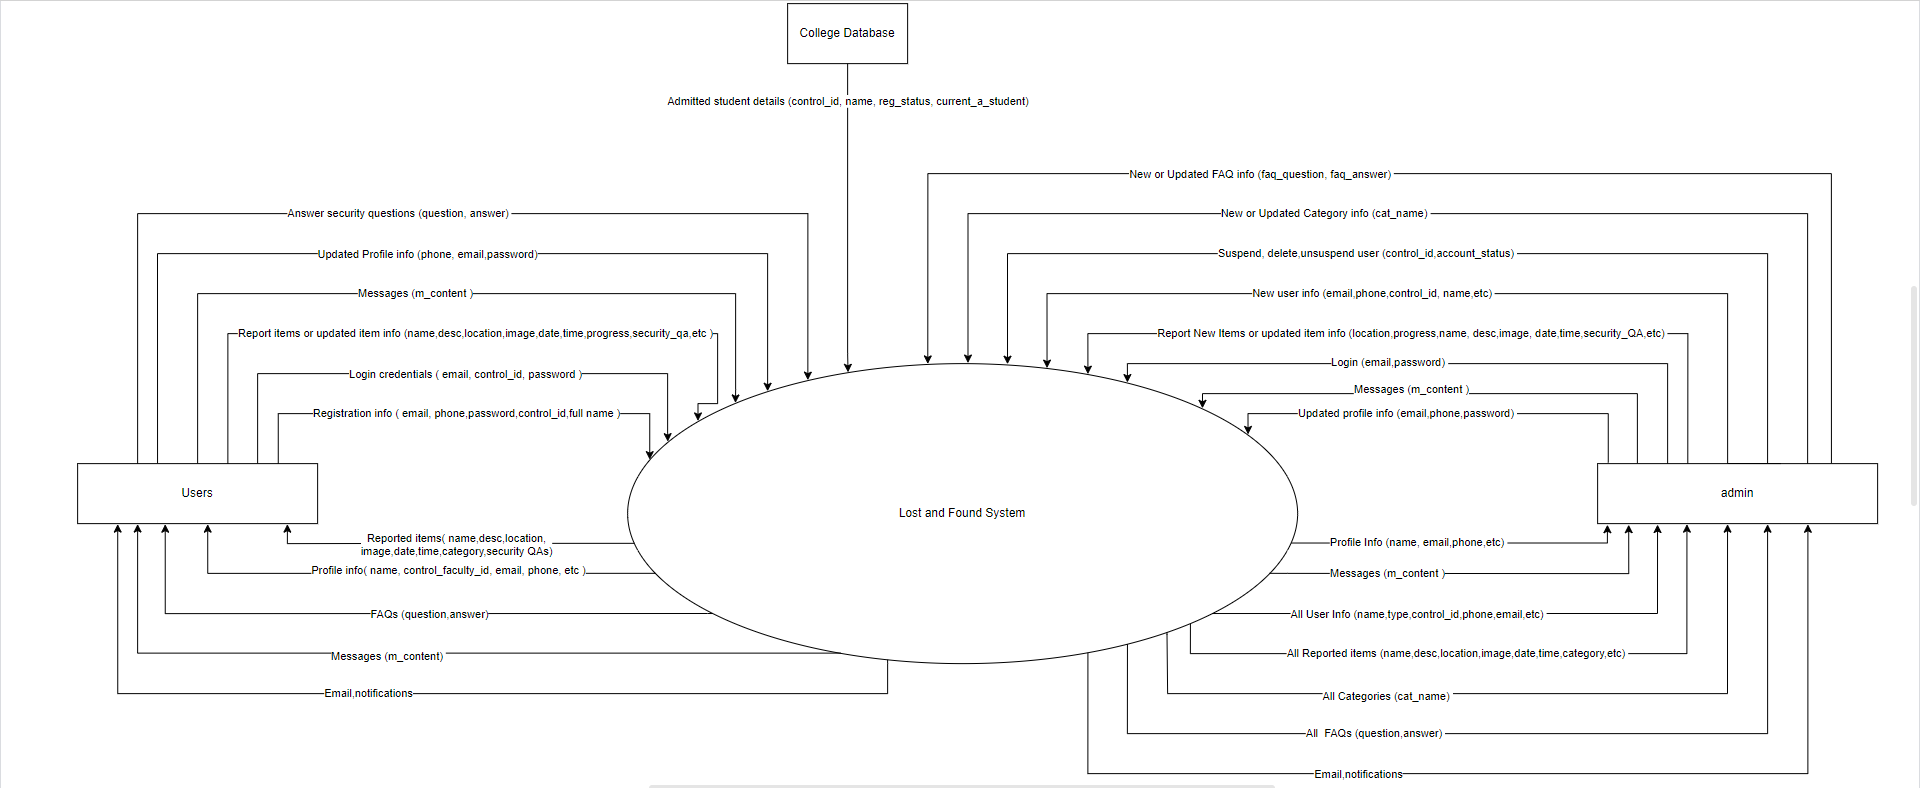 College Database
Admitted student details (control_id, name, reg_status, current_a_student)
New or Updated FAQ info (faq_question, faq_answer)
Answer security questions (question, answer)
New or Updated Category info (cat_name)
Updated Profile info (phone, email,password)
Suspend, delete,unsuspend user (control_id,account_status)
Messages (m_content )
New user info (email,phone,control_id, name,etc)
Report items or updated item info (name,desc,location,image,date,time,progress,security_qa,etc )
Report New Items or updated item info (location,progress,name, desc,image, date,time,security_QA,etc)
Login (email,password)
Login credentials ( email, control_id, password )
Messages (m_content )
Registration info ( email, phone,password,control_id,full name )
Updated profile info (email,phone,password)
Users
admin
Lost and Found System
Reported items( name,desc,location,
image,date,time,category,security QAs)
Profile Info (name, email,phone,etc)
Profile info( name, control_faculty_id, email, phone, etc )
Messages (m_content )
FAQs (question,answer)
All User Info (name,type,control_id,phone,email,etc)
Messages (m_content)
All Reported items (name,desc,location,image,date,time,category,etc)
Email,notifications
All Categories (cat_name)
All  FAQs (question,answer)
Email,notifications